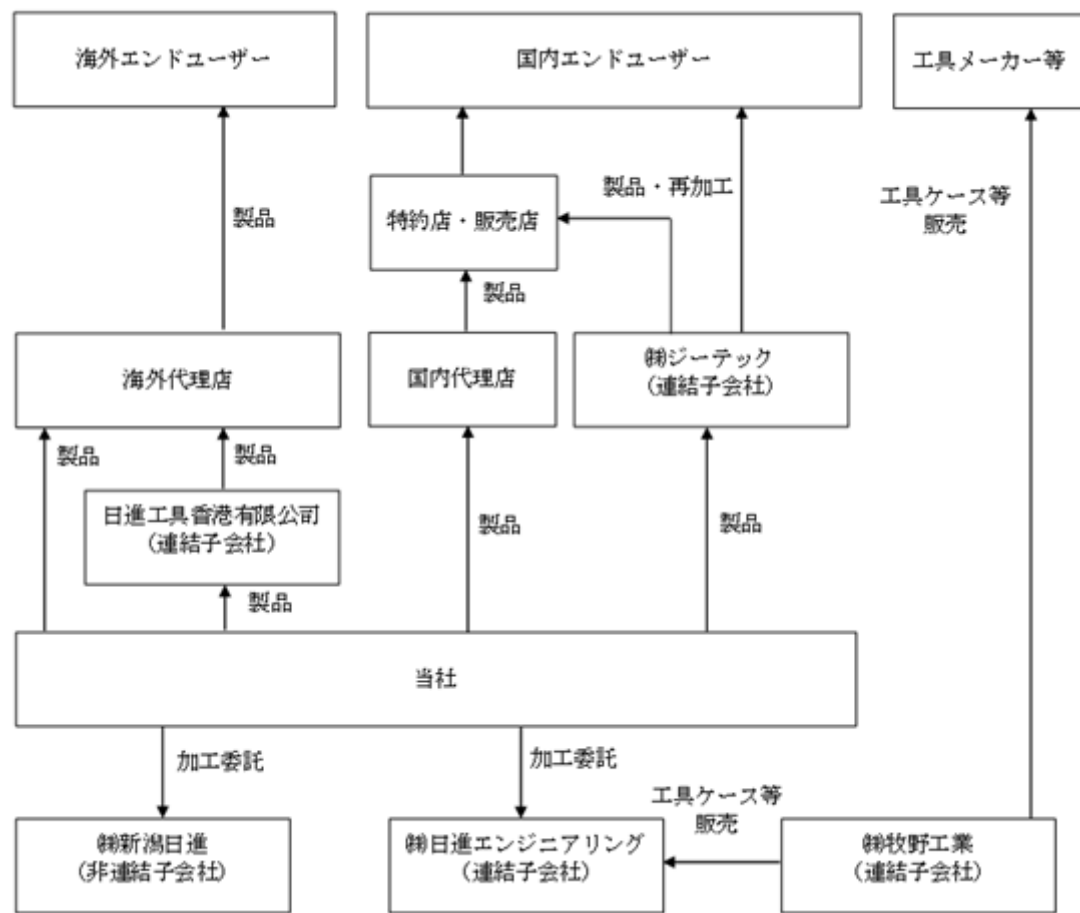 海外エンドユーザー
国内エンドユーザー
工具メーカー等
製品・再加工
工具ケース等
販売
製品
特約店・販売店
製品
海外代理店
国内代理店
㈱ジーテック
(連結子会社)
製品
製品
日進工具香港有限公司
(連結子会社)
製品
製品
製品
当社
加工委託
加工委託
工具ケース等
販売
㈱新潟日進
(非連結子会社)
㈱日進エンジニアリング
(連結子会社)
㈱牧野工業
(連結子会社)